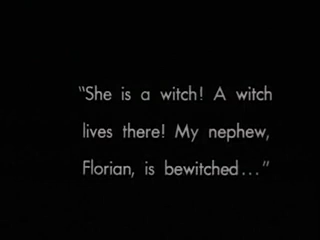 “She is a witch! A witch
lives there! My nephew,
Florian, is bewitched...”